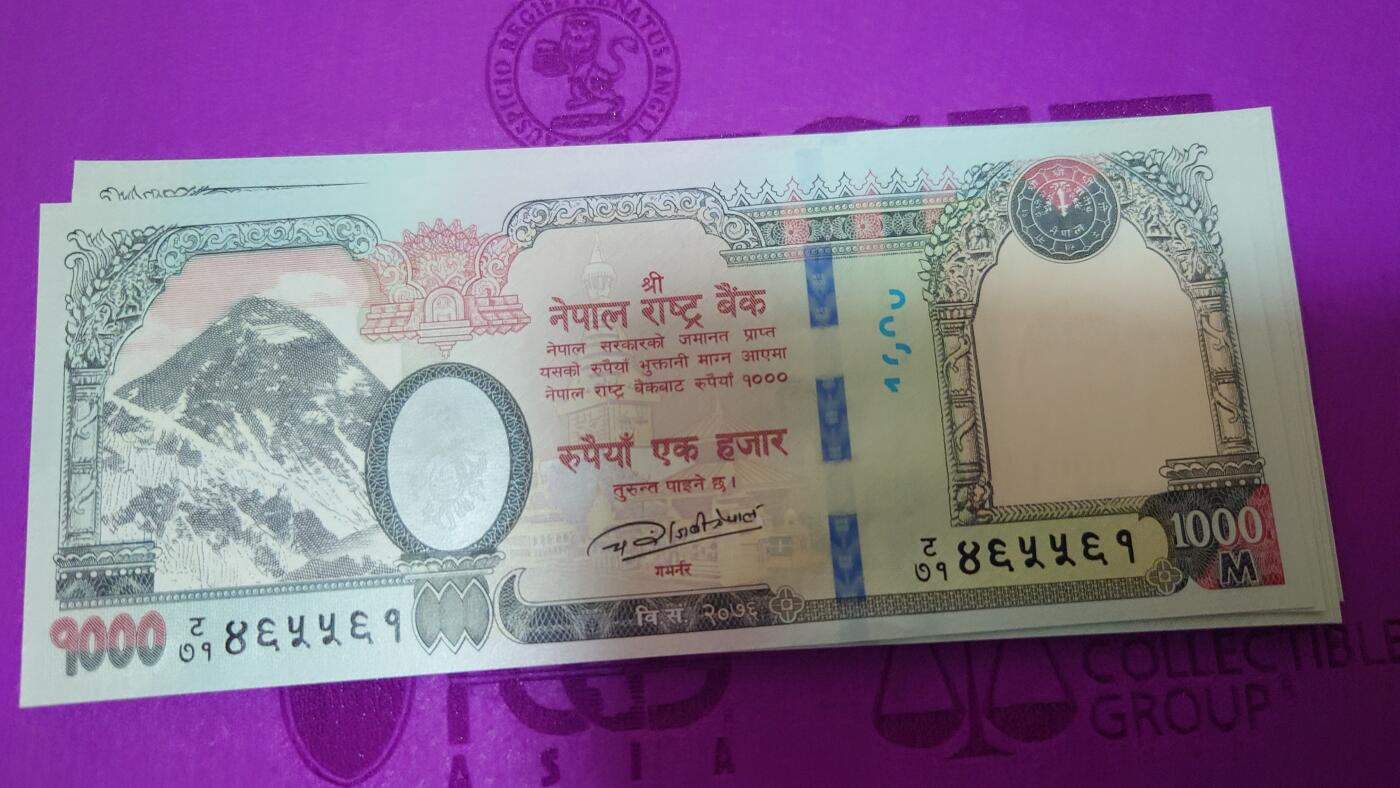 श्री
नेपाल राष्ट्र बैंक
नेपाल सरकारको जमानत प्राप्त
यसको रुपैयाँ भुक्तानी माग्न आएमा
नेपाल राष्ट्र बैंकबाट रुपैयाँ १०००
रुपैयाँ एक हजार
तुरुन्त पाइने छ।
गभर्नर
वि.सं. २०७६
१०००
ट
७१ ४६५५६१
ट
७१ ४६५५६१
1000
M
ASIA
COLLECTIBLE
GROUP